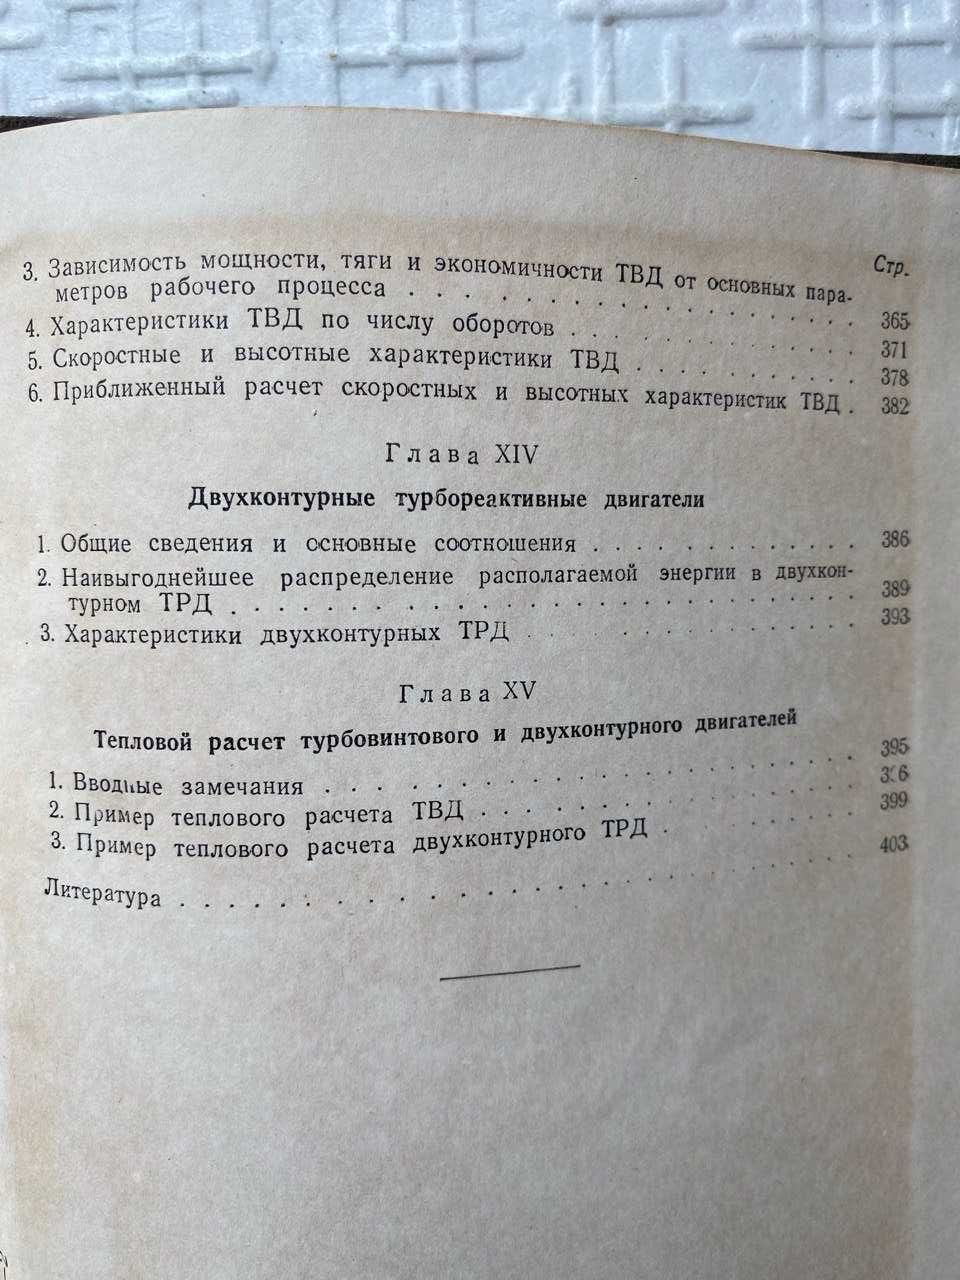 Стр.
3. Зависимость мощности, тяги и экономичности ТВД от основных пара-
метров рабочего процесса . . . . . . . . . . . . . . . . . 365
4. Характеристики ТВД по числу оборотов . . . . . . . . . . . 371
5. Скоростные и высотные характеристики ТВД . . . . . . . . . 378
6. Приближенный расчет скоростных и высотных характеристик ТВД . 382
Глава XIV
Двухконтурные турбореактивные двигатели
1. Общие сведения и основные соотношения . . . . . . . . . . . 386
2. Наивыгоднейшее распределение располагаемой энергии в двухкон-
турном ТРД . . . . . . . . . . . . . . . . . . . . . . 389
3. Характеристики двухконтурных ТРД . . . . . . . . . . . . . 393
Глава XV
Тепловой расчет турбовинтового и двухконтурного двигателей
1. Вводные замечания . . . . . . . . . . . . . . . . . . . 395
2. Пример теплового расчета ТВД . . . . . . . . . . . . . .
3. Пример теплового расчета двухконтурного ТРД . . . . . . . . 399
Литература . . . . . . . . . . . . . . . . . . . . . . . 403